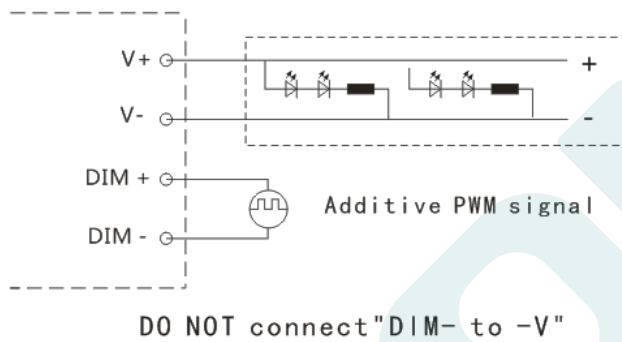 V+
+
V-
-
DIM +
Additive PWM signal
DIM -
DO NOT connect"DIM- to -V"